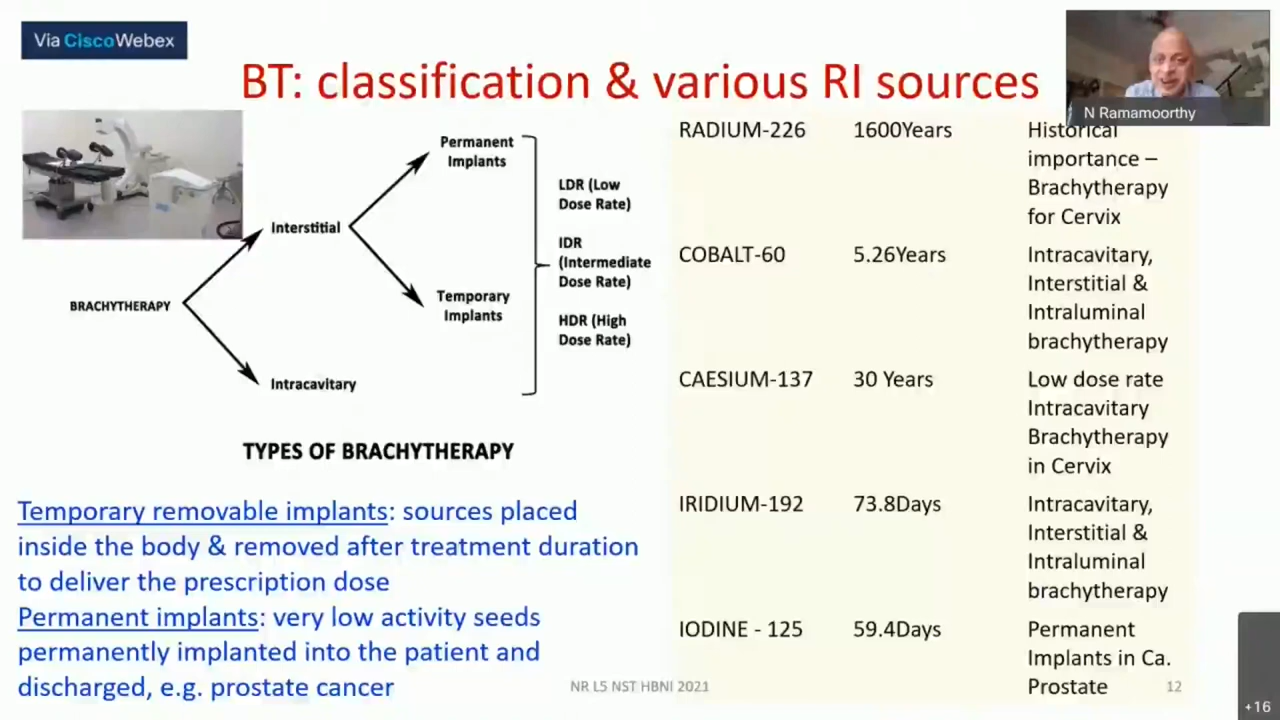 Via CiscoWebex
BT: classification & various RI sources
N Ramamoorthy
Permanent
Implants
Interstitial
BRACHYTHERAPY
Temporary
Implants
Intracavitary
LDR (Low
Dose Rate)
IDR
(Intermediate
Dose Rate)
HDR (High
Dose Rate)
TYPES OF BRACHYTHERAPY
Temporary removable implants: sources placed
inside the body & removed after treatment duration
to deliver the prescription dose
Permanent implants: very low activity seeds
permanently implanted into the patient and
discharged, e.g. prostate cancer
RADIUM-226 1600Years Historical
importance –
Brachytherapy
for Cervix
COBALT-60 5.26Years Intracavitary,
Interstitial &
Intraluminal
brachytherapy
CAESIUM-137 30 Years Low dose rate
Intracavitary
Brachytherapy
in Cervix
IRIDIUM-192 73.8Days Intracavitary,
Interstitial &
Intraluminal
brachytherapy
IODINE - 125 59.4Days Permanent
Implants in Ca.
Prostate
NR L5 NST HBNI 2021
12
+16